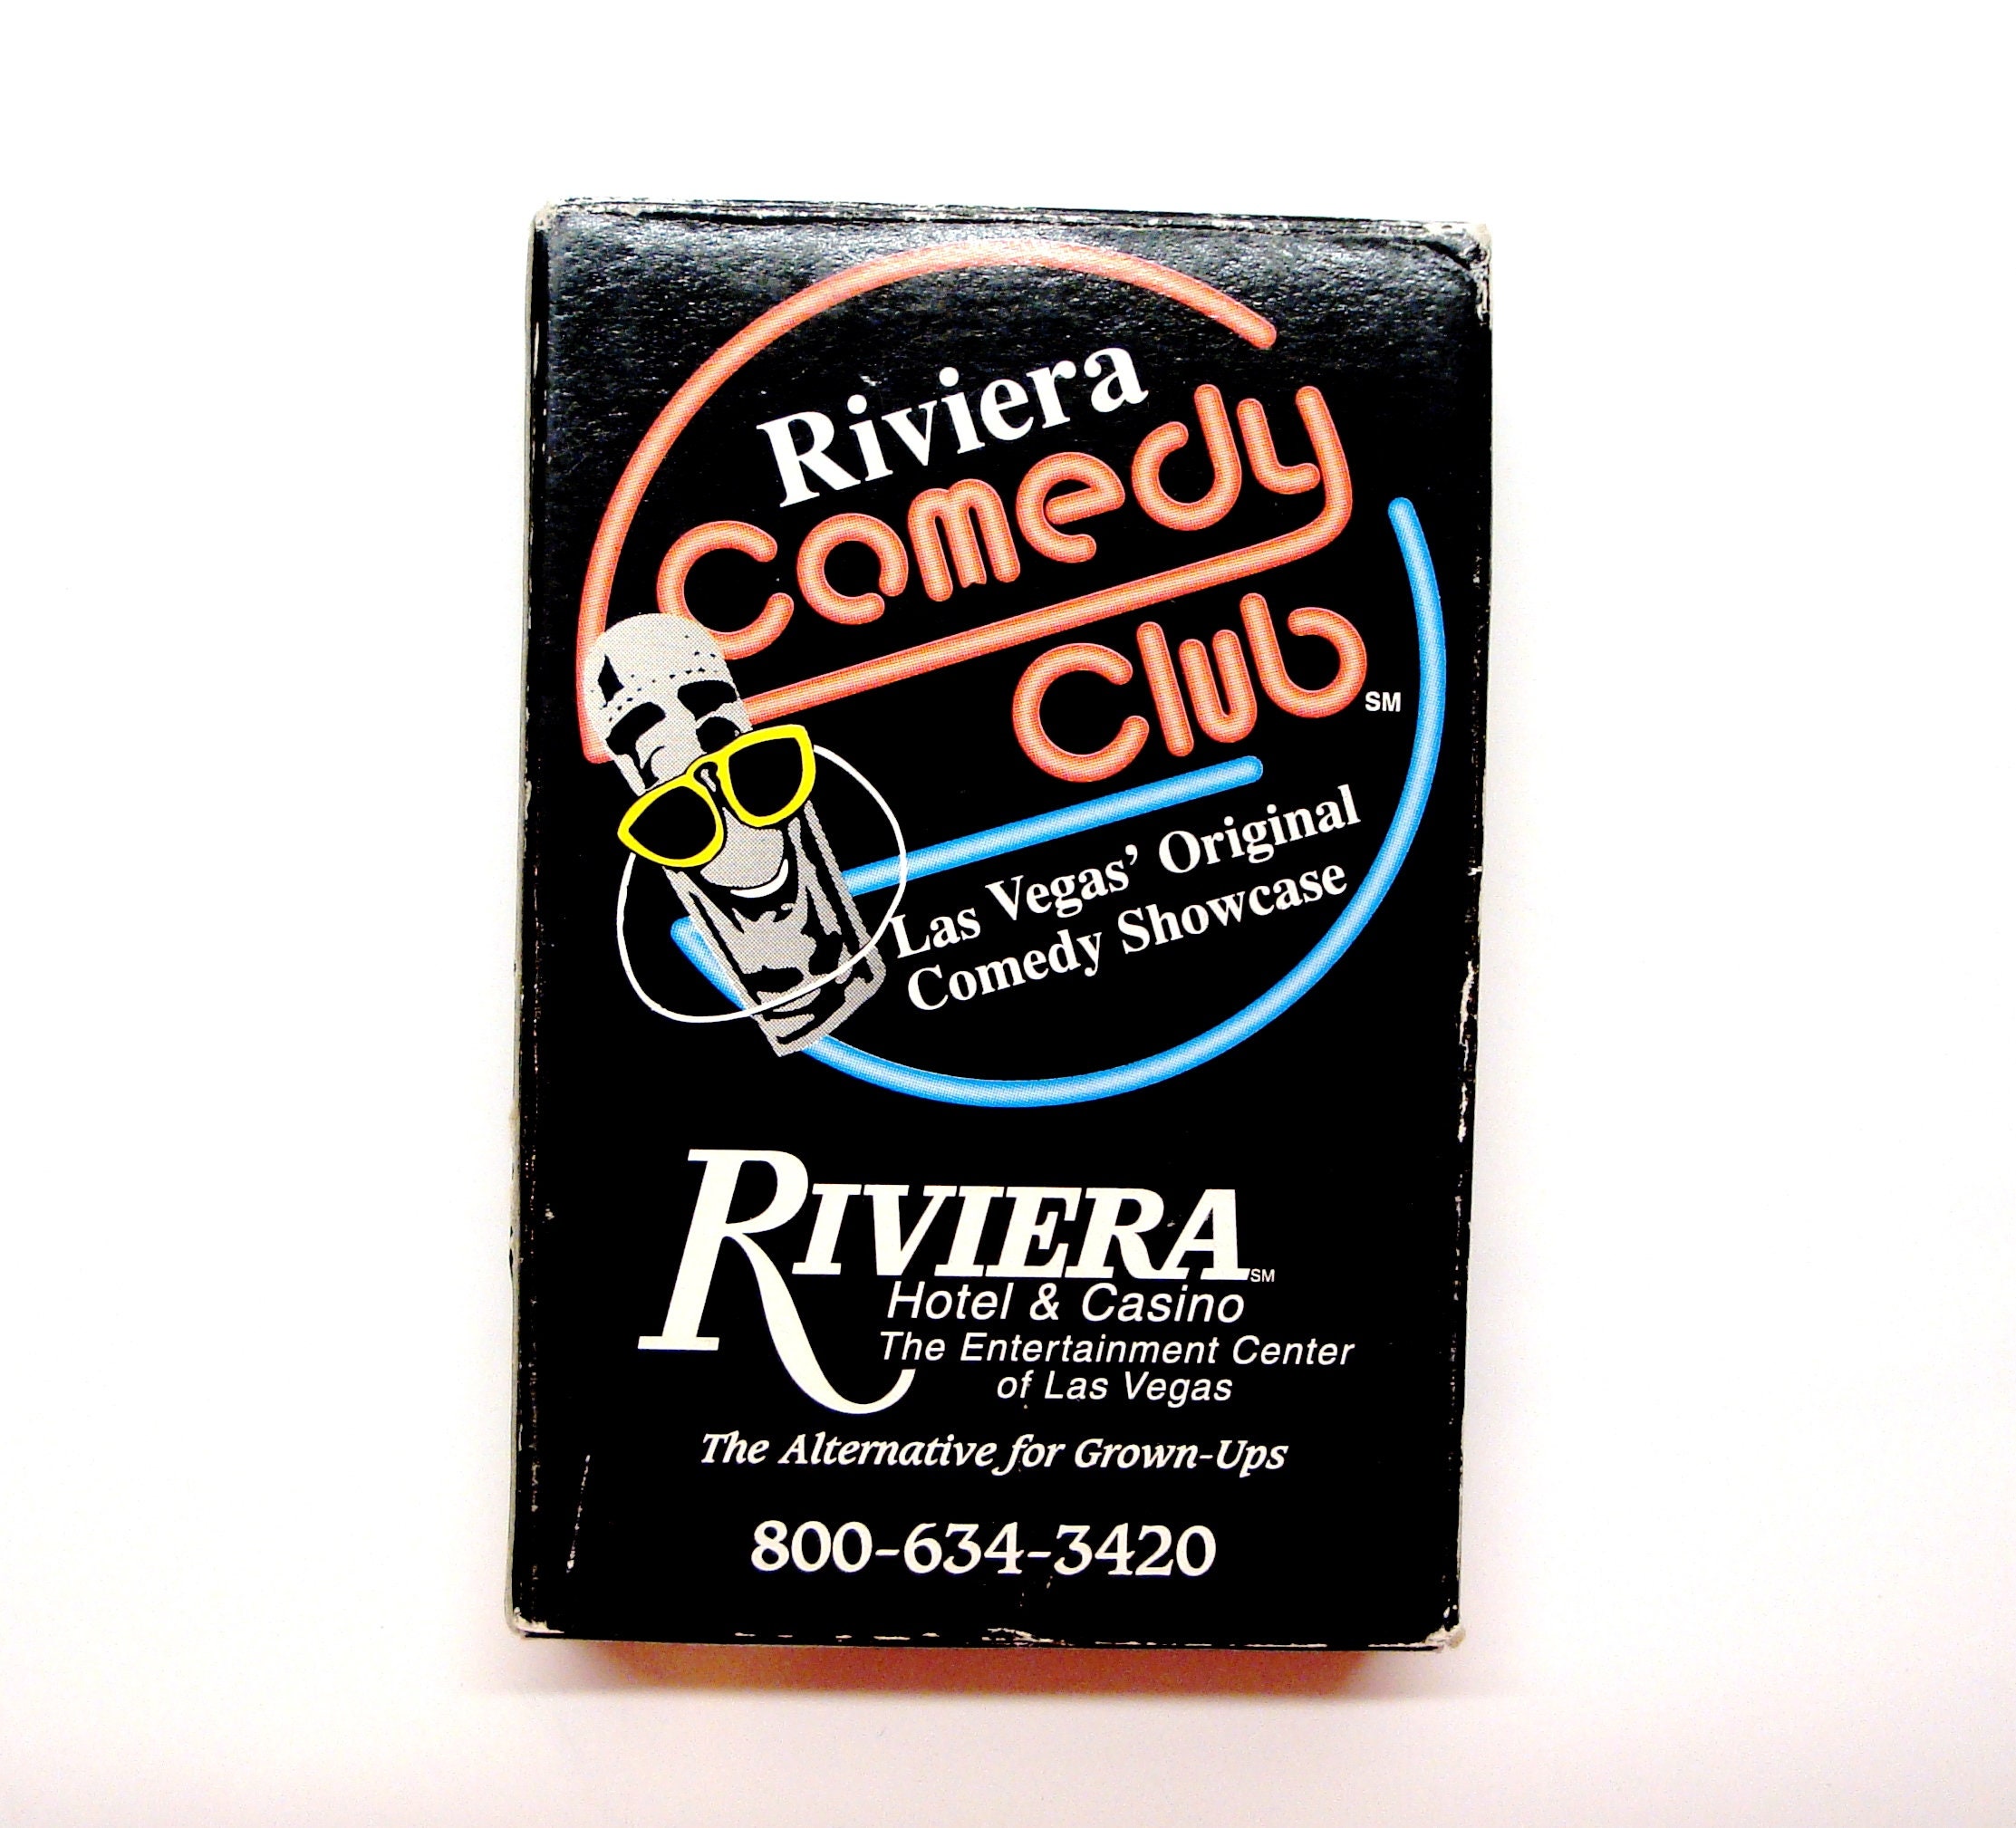 Riviera
Comedy
Club SM
Las Vegas' Original
Comedy Showcase
RIVIERA SM
Hotel & Casino
The Entertainment Center
of Las Vegas
The Alternative for Grown-Ups
800-634-3420